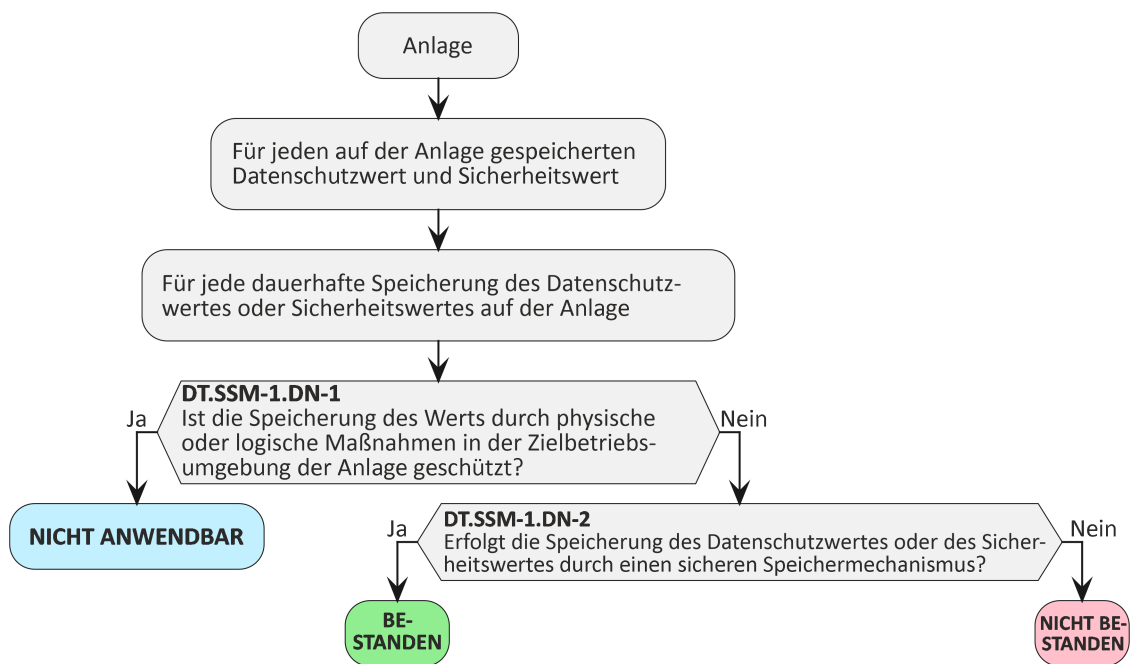 Anlage
Für jeden auf der Anlage gespeicherten
Datenschutzwert und Sicherheitswert
Für jede dauerhafte Speicherung des Datenschutz-
wertes oder Sicherheitswertes auf der Anlage
DT.SSM-1.DN-1
Ist die Speicherung des Werts durch physische
oder logische Maßnahmen in der Zielbetriebs-
umgebung der Anlage geschützt?
Ja
Nein
NICHT ANWENDBAR
DT.SSM-1.DN-2
Erfolgt die Speicherung des Datenschutzwertes oder des Sicher-
heitswertes durch einen sicheren Speichermechanismus?
Ja
Nein
BE-
STANDEN
NICHT BE-
STANDEN